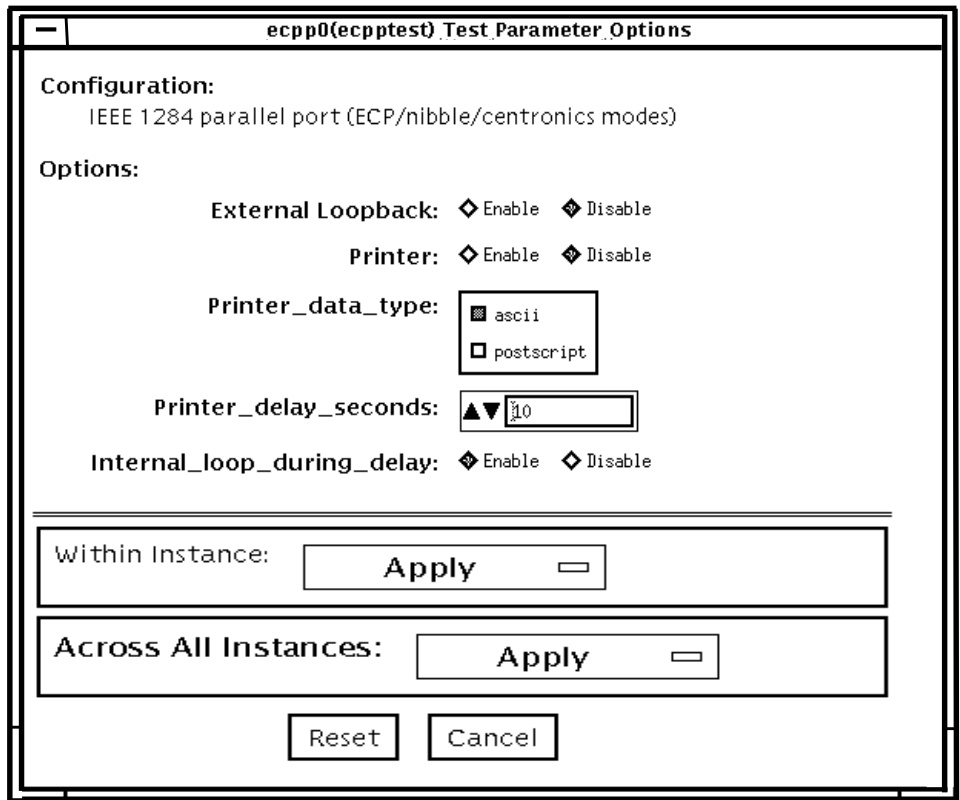 ecpp0(ecpptest) Test Parameter Options
Configuration:
IEEE 1284 parallel port (ECP/nibble/centronics modes)
Options:
External Loopback: Enable Disable
Printer: Enable Disable
Printer_data_type: ascii
postscript
Printer_delay_seconds: 10
Internal_loop_during_delay: Enable Disable
Within Instance: Apply
Across All Instances: Apply
Reset Cancel